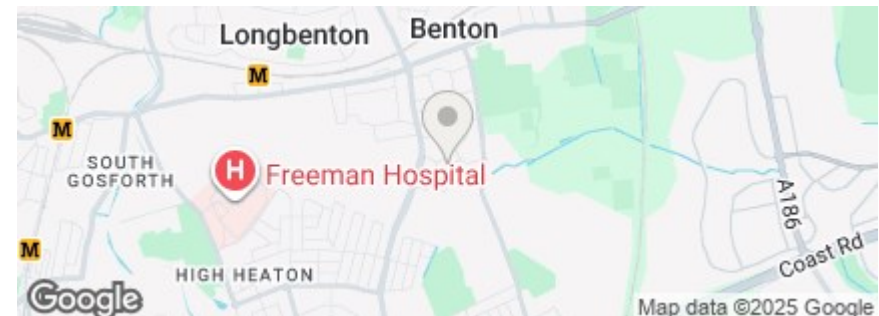 Longbenton
Benton
M
M
SOUTH
GOSFORTH
H
Freeman Hospital
A186
M
HIGH HEATON
Coast Rd
Google
Map data ©2025 Google